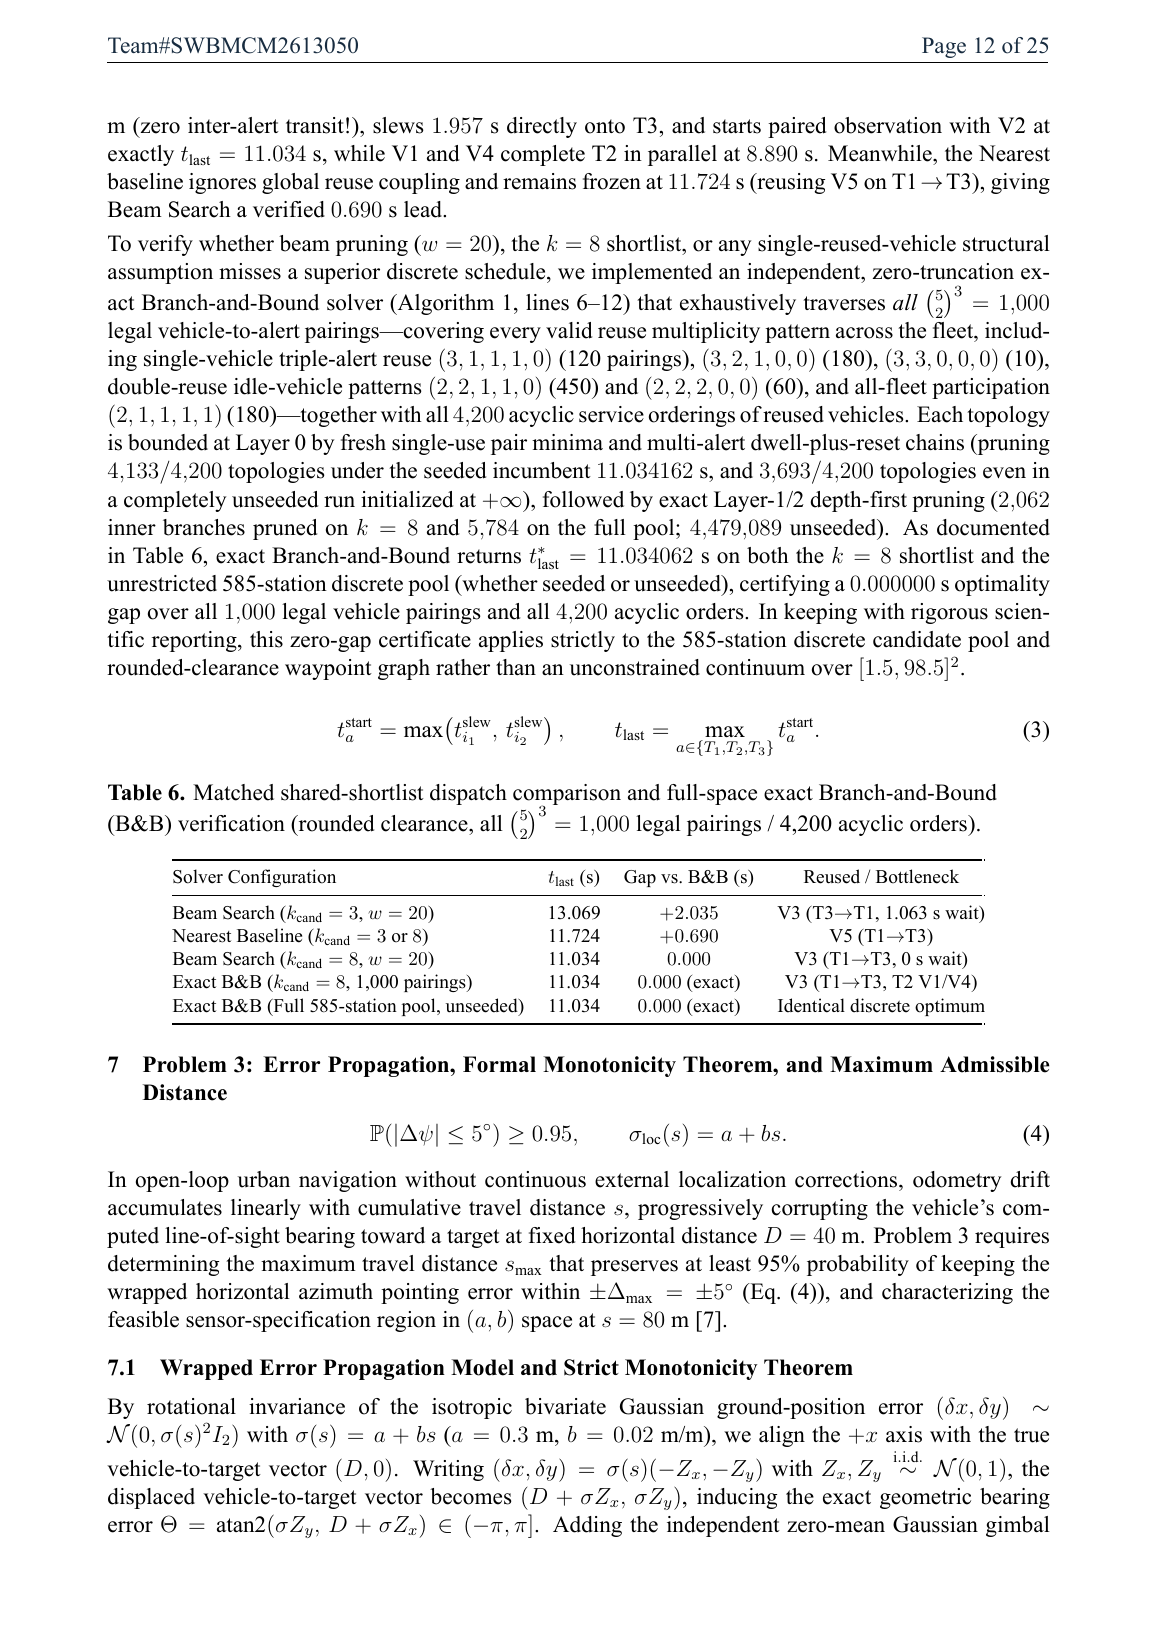 Team#SWBMCM2613050 Page 12 of 25
m (zero inter-alert transit!), slews 1.957 s directly onto T3, and starts paired observation with V2 at
exactly t_last = 11.034 s, while V1 and V4 complete T2 in parallel at 8.890 s. Meanwhile, the Nearest
baseline ignores global reuse coupling and remains frozen at 11.724 s (reusing V5 on T1→T3), giving
Beam Search a verified 0.690 s lead.
To verify whether beam pruning (w = 20), the k = 8 shortlist, or any single-reused-vehicle structural
assumption misses a superior discrete schedule, we implemented an independent, zero-truncation ex-
act Branch-and-Bound solver (Algorithm 1, lines 6–12) that exhaustively traverses all (5 2)^3 = 1,000
legal vehicle-to-alert pairings—covering every valid reuse multiplicity pattern across the fleet, includ-
ing single-vehicle triple-alert reuse (3, 1, 1, 1, 0) (120 pairings), (3, 2, 1, 0, 0) (180), (3, 3, 0, 0, 0) (10),
double-reuse idle-vehicle patterns (2, 2, 1, 1, 0) (450) and (2, 2, 2, 0, 0) (60), and all-fleet participation
(2, 1, 1, 1, 1) (180)—together with all 4,200 acyclic service orderings of reused vehicles. Each topology
is bounded at Layer 0 by fresh single-use pair minima and multi-alert dwell-plus-reset chains (pruning
4,133/4,200 topologies under the seeded incumbent 11.034162 s, and 3,693/4,200 topologies even in
a completely unseeded run initialized at +∞), followed by exact Layer-1/2 depth-first pruning (2,062
inner branches pruned on k = 8 and 5,784 on the full pool; 4,479,089 unseeded). As documented
in Table 6, exact Branch-and-Bound returns t*_last = 11.034062 s on both the k = 8 shortlist and the
unrestricted 585-station discrete pool (whether seeded or unseeded), certifying a 0.000000 s optimality
gap over all 1,000 legal vehicle pairings and all 4,200 acyclic orders. In keeping with rigorous scien-
tific reporting, this zero-gap certificate applies strictly to the 585-station discrete candidate pool and
rounded-clearance waypoint graph rather than an unconstrained continuum over [1.5, 98.5]².
t_a^start = max(t_{i_1}^slew, t_{i_2}^slew), t_last = max_{a∈{T_1,T_2,T_3}} t_a^start. (3)
Table 6. Matched shared-shortlist dispatch comparison and full-space exact Branch-and-Bound
(B&B) verification (rounded clearance, all (5 2)^3 = 1,000 legal pairings / 4,200 acyclic orders).
Solver Configuration t_last (s) Gap vs. B&B (s) Reused / Bottleneck
Beam Search (k_cand = 3, w = 20) 13.069 +2.035 V3 (T3→T1, 1.063 s wait)
Nearest Baseline (k_cand = 3 or 8) 11.724 +0.690 V5 (T1→T3)
Beam Search (k_cand = 8, w = 20) 11.034 0.000 V3 (T1→T3, 0 s wait)
Exact B&B (k_cand = 8, 1,000 pairings) 11.034 0.000 (exact) V3 (T1→T3, T2 V1/V4)
Exact B&B (Full 585-station pool, unseeded) 11.034 0.000 (exact) Identical discrete optimum
7 Problem 3: Error Propagation, Formal Monotonicity Theorem, and Maximum Admissible
Distance
ℙ(|Δψ| ≤ 5°) ≥ 0.95, σ_loc(s) = a + bs. (4)
In open-loop urban navigation without continuous external localization corrections, odometry drift
accumulates linearly with cumulative travel distance s, progressively corrupting the vehicle's com-
puted line-of-sight bearing toward a target at fixed horizontal distance D = 40 m. Problem 3 requires
determining the maximum travel distance s_max that preserves at least 95% probability of keeping the
wrapped horizontal azimuth pointing error within ±Δ_max = ±5° (Eq. (4)), and characterizing the
feasible sensor-specification region in (a, b) space at s = 80 m [7].
7.1 Wrapped Error Propagation Model and Strict Monotonicity Theorem
By rotational invariance of the isotropic bivariate Gaussian ground-position error (δx, δy) ∼
𝒩(0, σ(s)²I_2) with σ(s) = a + bs (a = 0.3 m, b = 0.02 m/m), we align the +x axis with the true
vehicle-to-target vector (D, 0). Writing (δx, δy) = σ(s)(−Z_x, −Z_y) with Z_x, Z_y i.i.d. ∼ 𝒩(0, 1), the
displaced vehicle-to-target vector becomes (D + σZ_x, σZ_y), inducing the exact geometric bearing
error Θ = atan2(σZ_y, D + σZ_x) ∈ (−π, π]. Adding the independent zero-mean Gaussian gimbal